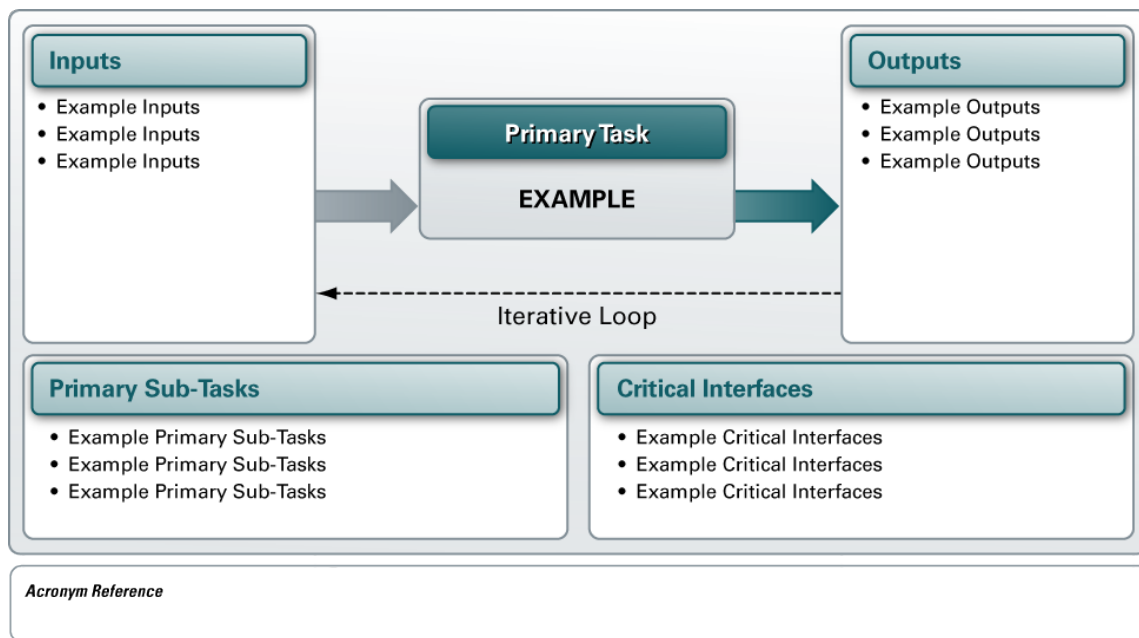 Inputs
• Example Inputs
• Example Inputs
• Example Inputs
Primary Task
EXAMPLE
Outputs
• Example Outputs
• Example Outputs
• Example Outputs
Iterative Loop
Primary Sub-Tasks
• Example Primary Sub-Tasks
• Example Primary Sub-Tasks
• Example Primary Sub-Tasks
Critical Interfaces
• Example Critical Interfaces
• Example Critical Interfaces
• Example Critical Interfaces
Acronym Reference